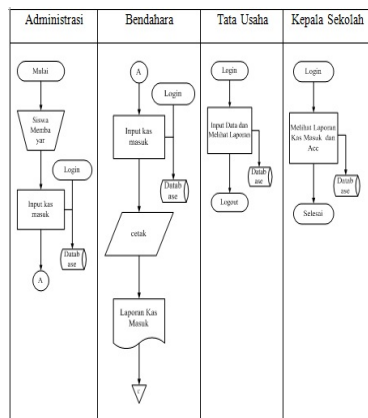 Administrasi
Bendahara
Tata Usaha
Kepala Sekolah
Mulai
Siswa
Memba
yar
Login
Input kas
masuk
Datab
ase
A
A
Login
Input kas
masuk
Datab
ase
cetak
Laporan Kas
Masuk
Login
Input Data dan
Melihat Laporan
Datab
ase
Logout
Login
Melihat Laporan
Kas Masuk dan
Acc
Datab
ase
Selesai